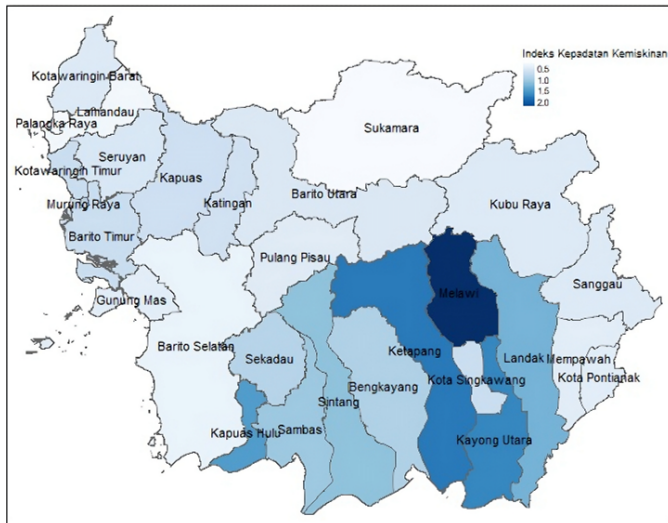 Indeks Kepadatan Kemiskinan
0.5
1.0
1.5
2.0
Kotawaringin Barat
Lamandau
Palangka Raya
Sukamara
Seruyan
Kotawaringin Timur
Kapuas
Murung Raya
Katingan
Barito Utara
Kubu Raya
Barito Timur
Pulang Pisau
Sanggau
Gunung Mas
Melawi
Barito Selatan
Sekadau
Ketapang
Landak
Mempawah
Bengkayang
Kota Singkawang
Kota Pontianak
Sintang
Kapuas Hulu
Sambas
Kayong Utara